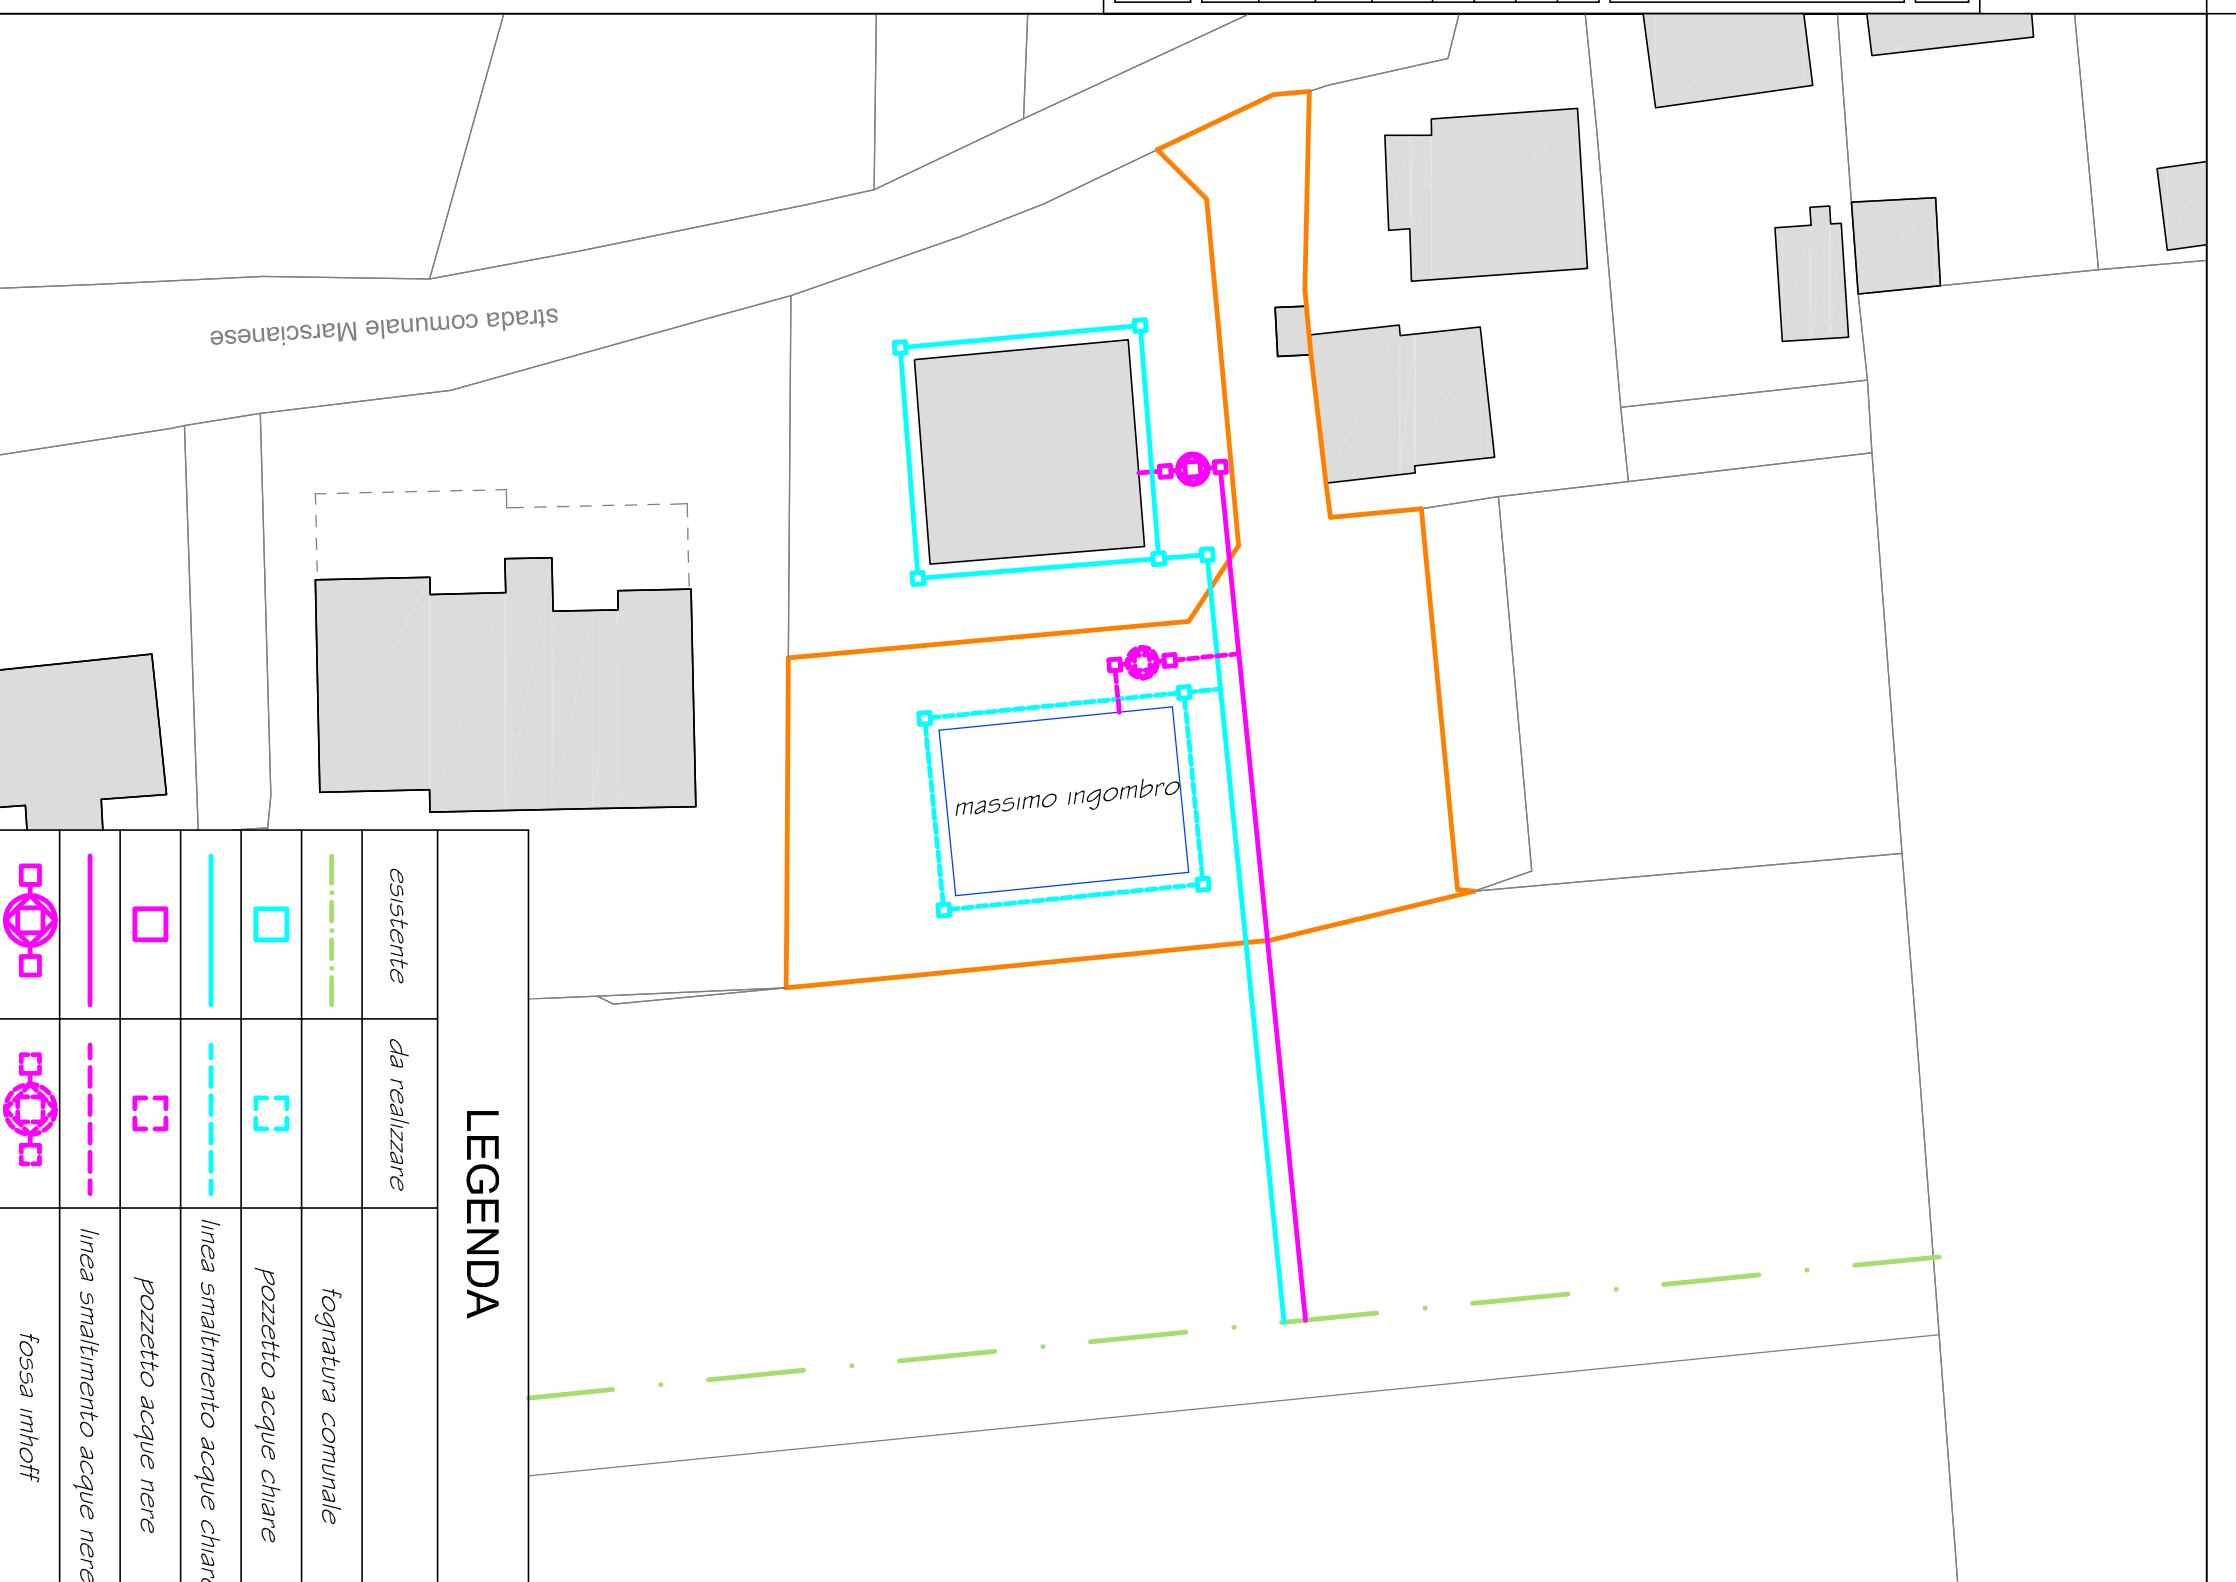 strada comunale Marscianese
massimo ingombro
LEGENDA
esistente
da realizzare
fognatura comunale
pozzetto acque chiare
linea smaltimento acque chiare
pozzetto acque nere
linea smaltimento acque nere
fossa imhoff